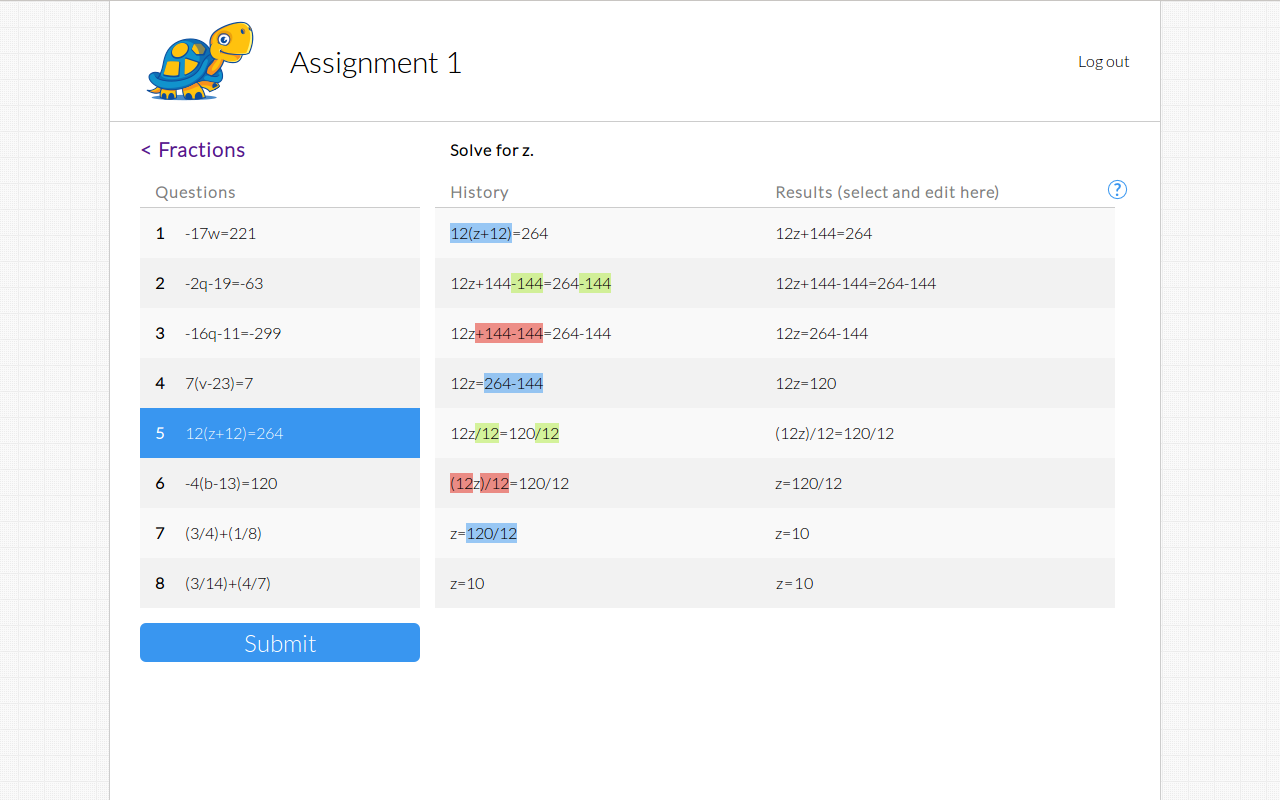 Assignment 1
Log out
< Fractions
Solve for z.
Questions
History
Results (select and edit here)
?
1 -17w=221
12(z+12)=264
12z+144=264
2 -2q-19=-63
12z+144-144=264-144
12z+144-144=264-144
3 -16q-11=-299
12z+144-144=264-144
12z=264-144
4 7(v-23)=7
12z=264-144
12z=120
5 12(z+12)=264
12z/12=120/12
(12z)/12=120/12
6 -4(b-13)=120
(12z)/12=120/12
z=120/12
7 (3/4)+(1/8)
z=120/12
z=10
8 (3/14)+(4/7)
z=10
z=10
Submit